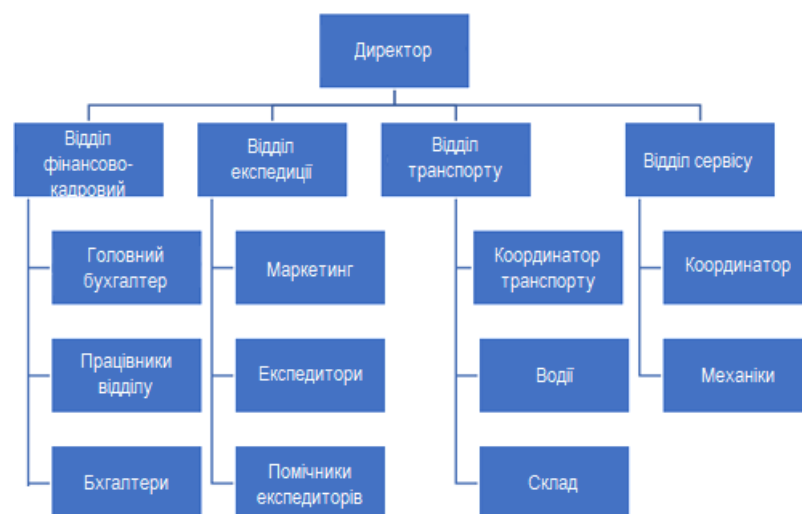 Директор
Відділ
фінансово-
кадровий
Відділ
експедиції
Відділ
транспорту
Відділ сервісу
Головний
бухгалтер
Маркетинг
Координатор
транспорту
Координатор
Працівники
відділу
Експедитори
Водії
Механіки
Бхгалтери
Помічники
експедиторів
Склад